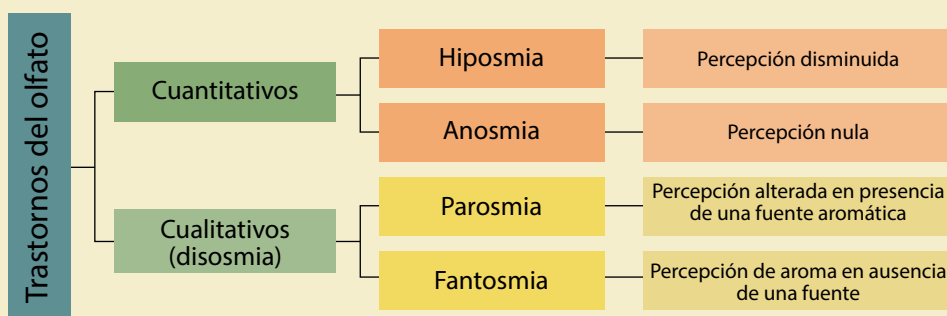 Trastornos del olfato
Cuantitativos
Hiposmia
Percepción disminuida
Anosmia
Percepción nula
Cualitativos
(disosmia)
Parosmia
Percepción alterada en presencia
de una fuente aromática
Fantosmia
Percepción de aroma en ausencia
de una fuente